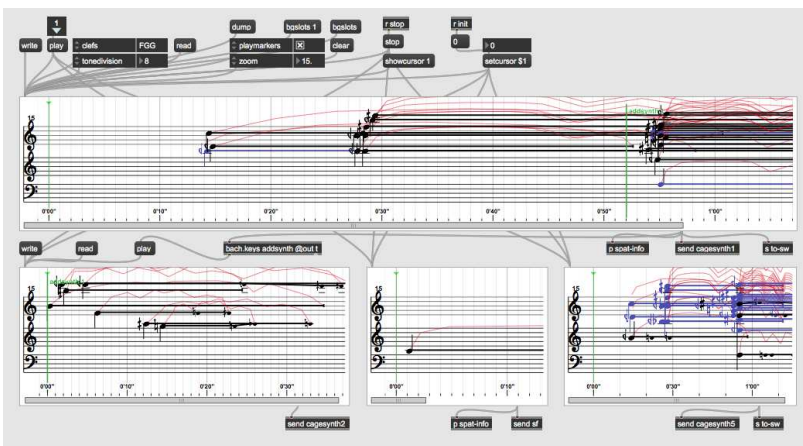 1
dump
bgslots 1
bgslots
r stop
r init
write
play
clefs
FGG
read
playmarkers
clear
stop
0
0
tonedivision
8
zoom
15.
showcursor 1
setcursor $1
addsynth
15
0'00"
0'10"
0'20"
0'30"
0'40"
0'50"
1'00"
write
read
play
bach.keys addsynth @out t
p spat-info
send cagesynth1
s to-sw
addsynth
15
15
15
0'00"
0'10"
0'20"
0'30"
0'00"
0'10"
0'00"
0'30"
1'00"
send cagesynth2
p spat-info
send sf
send cagesynth5
s to-sw